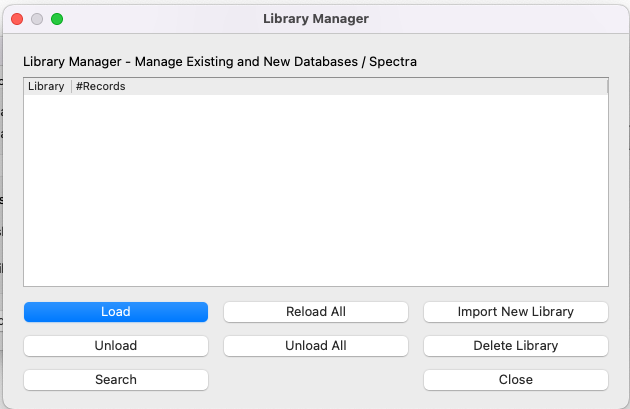 Library Manager
Library Manager - Manage Existing and New Databases / Spectra
Library #Records
Load Reload All Import New Library
Unload Unload All Delete Library
Search Close